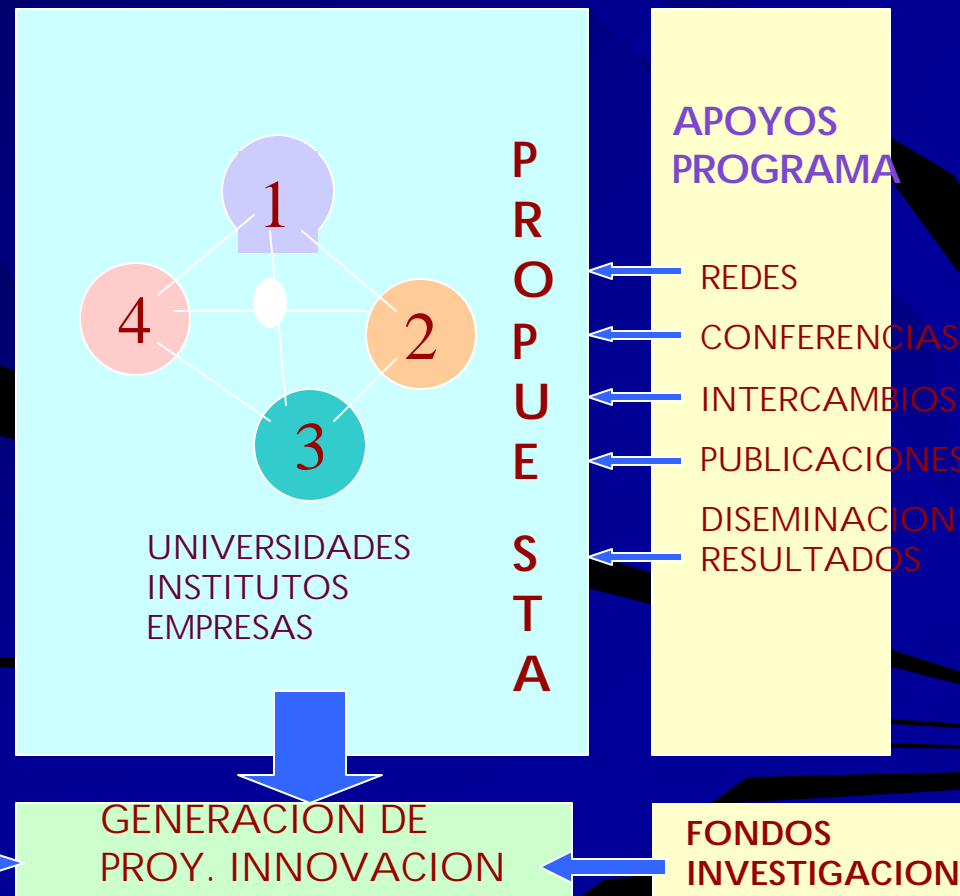 1
4
2
3
UNIVERSIDADES
INSTITUTOS
EMPRESAS
P
R
O
P
U
E
S
T
A
APOYOS
PROGRAMA
REDES
CONFERENCIAS
INTERCAMBIOS
PUBLICACIONES
DISEMINACION
RESULTADOS
GENERACION DE
PROY. INNOVACION
FONDOS
INVESTIGACION